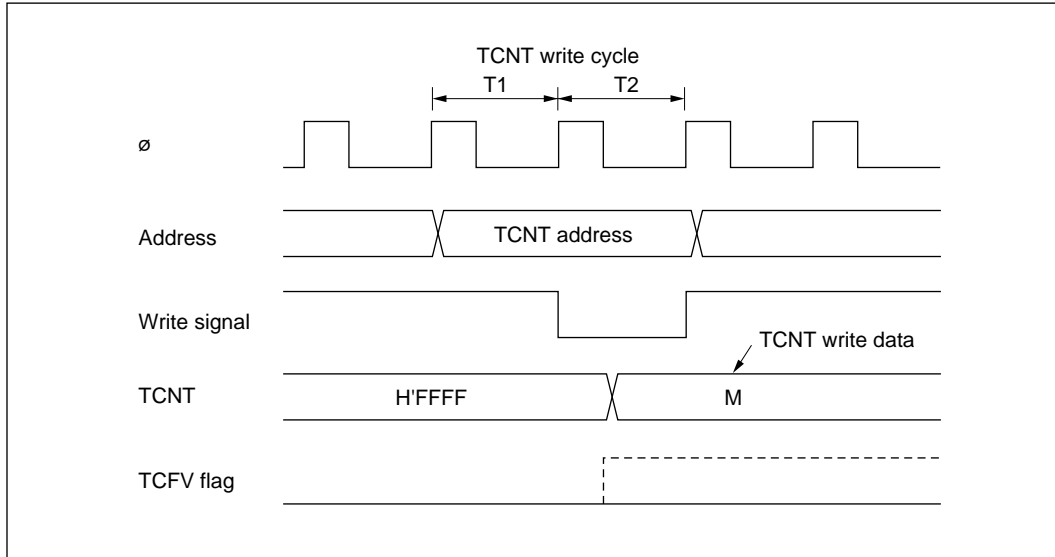 TCNT write cycle
T1 T2
ø
Address TCNT address
Write signal
TCNT write data
TCNT H'FFFF M
TCFV flag